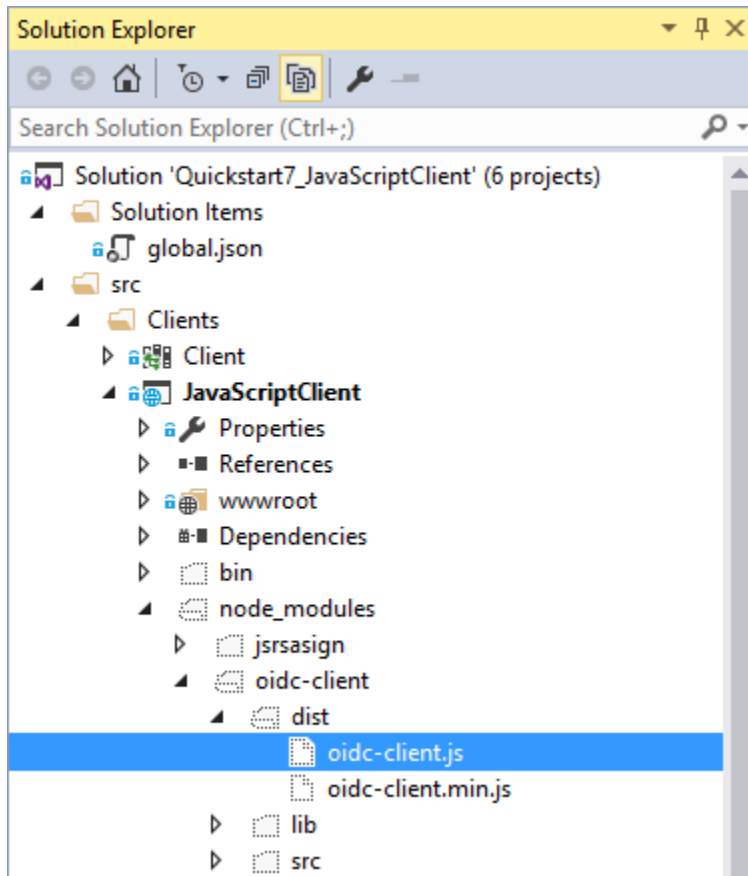 Solution Explorer
Search Solution Explorer (Ctrl+;)
Solution 'Quickstart7_JavaScriptClient' (6 projects)
Solution Items
global.json
src
Clients
Client
JavaScriptClient
Properties
References
wwwroot
Dependencies
bin
node_modules
jsrsasign
oidc-client
dist
oidc-client.js
oidc-client.min.js
lib
src